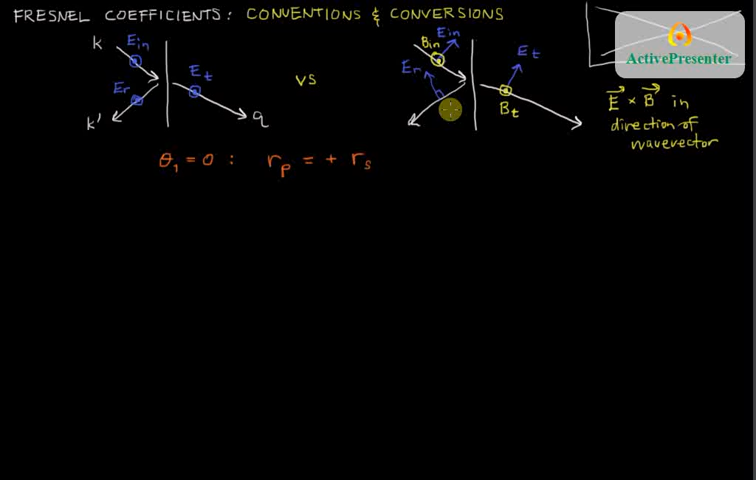 FRESNEL COEFFICIENTS: CONVENTIONS & CONVERSIONS
k Ein
Er Et
k' q
vs
Bin Ein
Er Et
Bt
ActivePresenter
E × B in
direction of
wavevector
θ₁ = 0 : rₚ = + rₛ